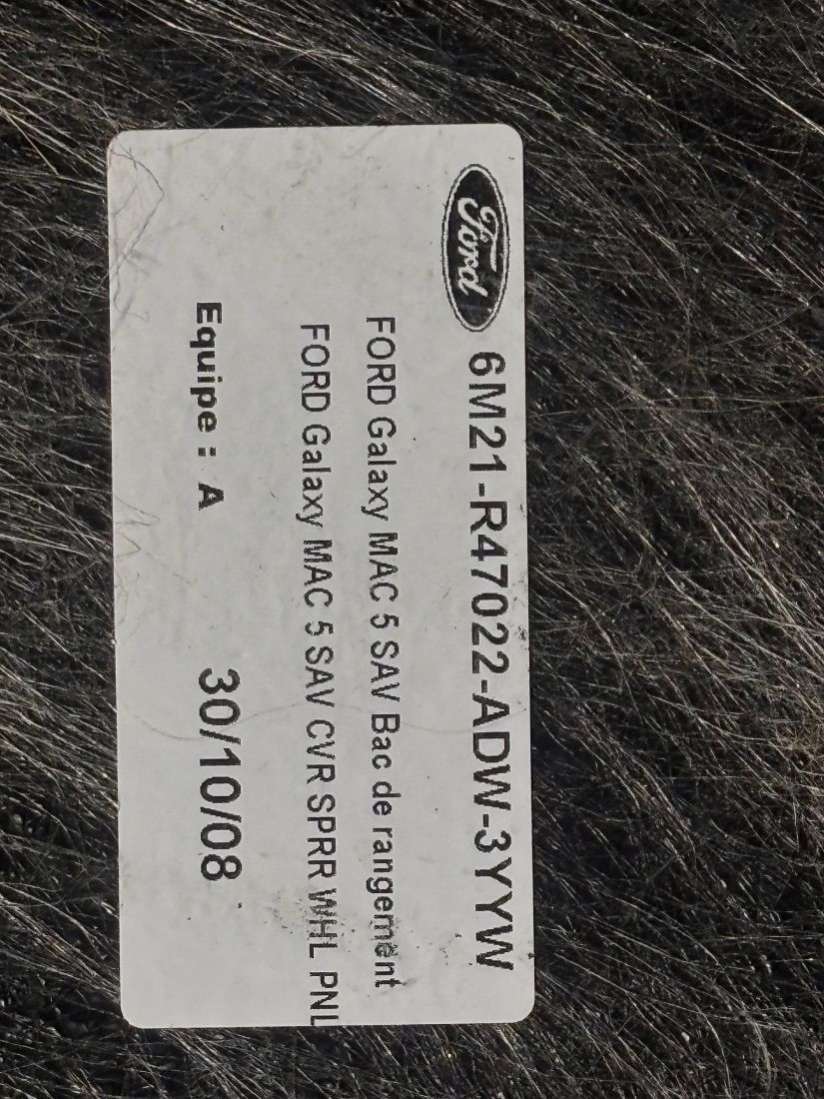 Ford 6M21-R47022-ADW-3YYW
FORD Galaxy MAC 5 SAV Bac de rangement
FORD Galaxy MAC 5 SAV CVR SPRR WHL PNL
Equipe : A 30/10/08